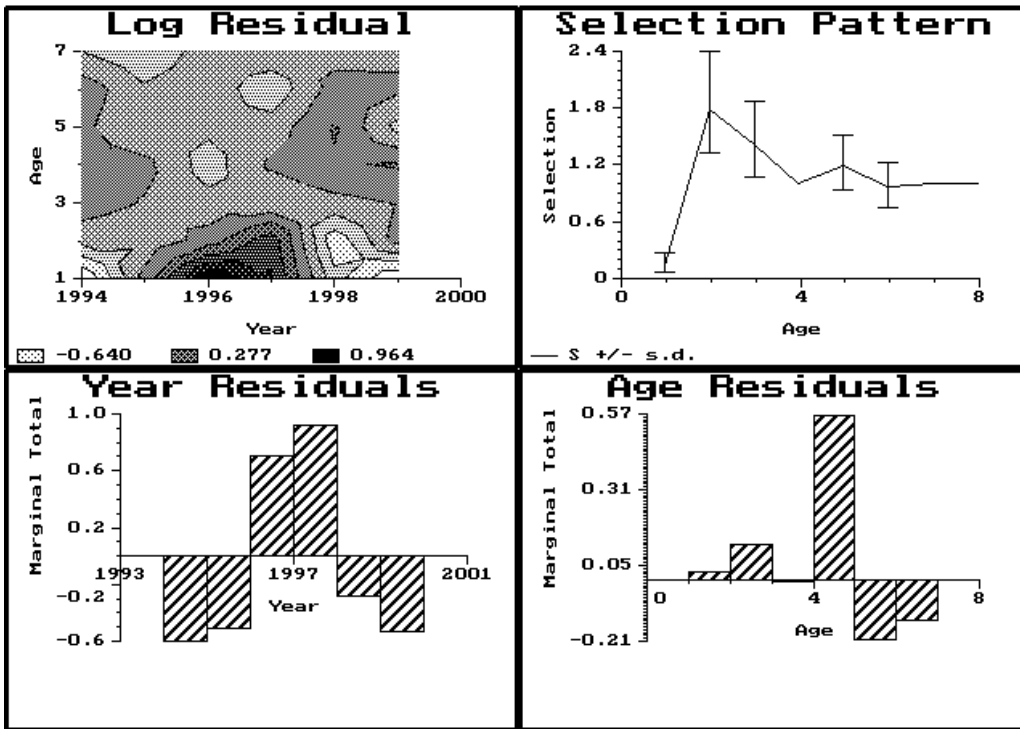 Log Residual
7
5
3
1
Age
1994 1996 1998 2000
Year
-0.640 0.277 0.964
Selection Pattern
2.4
1.8
1.2
0.6
0
Selection
0 4 8
Age
S +/- s.d.
Year Residuals
1.0
0.6
0.2
-0.2
-0.6
Marginal Total
1993 1997 2001
Year
Age Residuals
0.57
0.31
0.05
-0.21
Marginal Total
0 4 8
Age